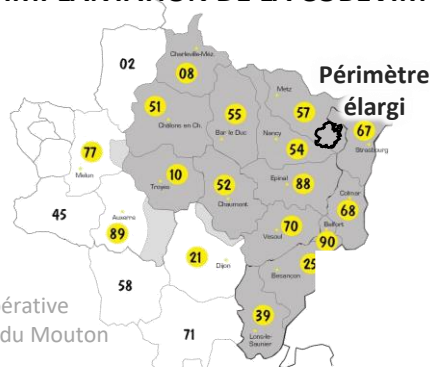 02
Charleville-Mez.
08
Périmètre
élargi
Metz
51
55
57
Châlons en Ch.
Bar le Duc
Nancy
67
Strasbourg
77
54
Melun
10
Epinal
88
Troyes
52
Colmar
45
Chaumont
68
Auxerre
70
Belfort
89
Vesoul
90
21
25
Dijon
Besançon
58
39
pérative
du Mouton
71
Lons-le-
Saunier